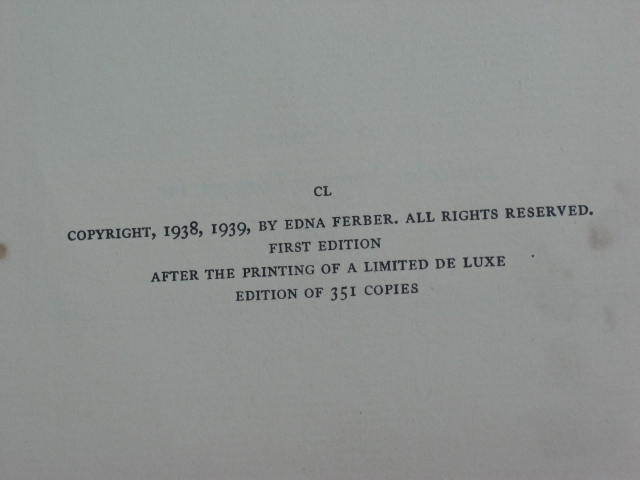 CL
COPYRIGHT, 1938, 1939, BY EDNA FERBER. ALL RIGHTS RESERVED.
FIRST EDITION
AFTER THE PRINTING OF A LIMITED DE LUXE
EDITION OF 351 COPIES